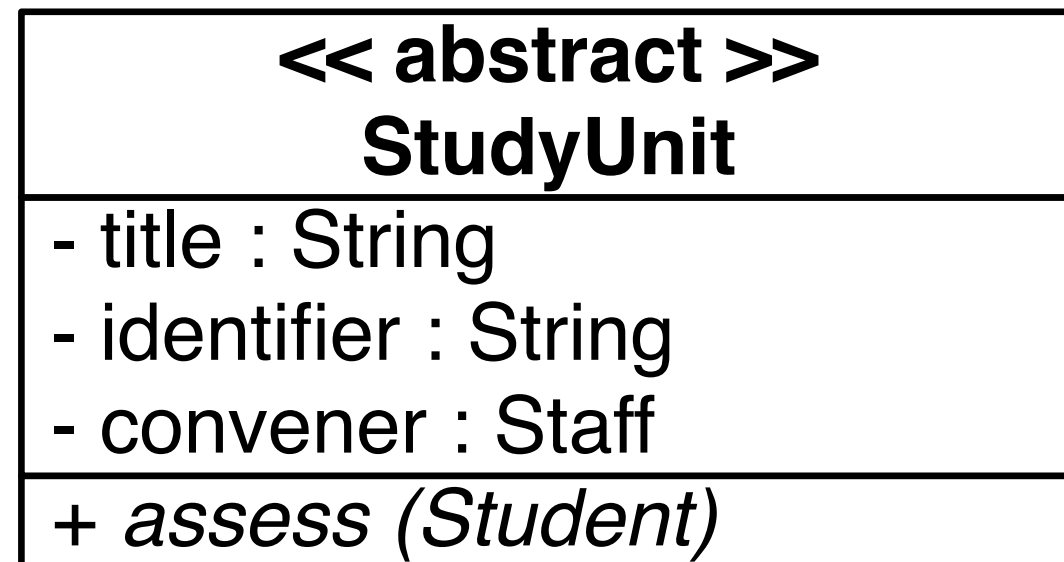 << abstract >>
StudyUnit
- title : String
- identifier : String
- convener : Staff
+ assess (Student)